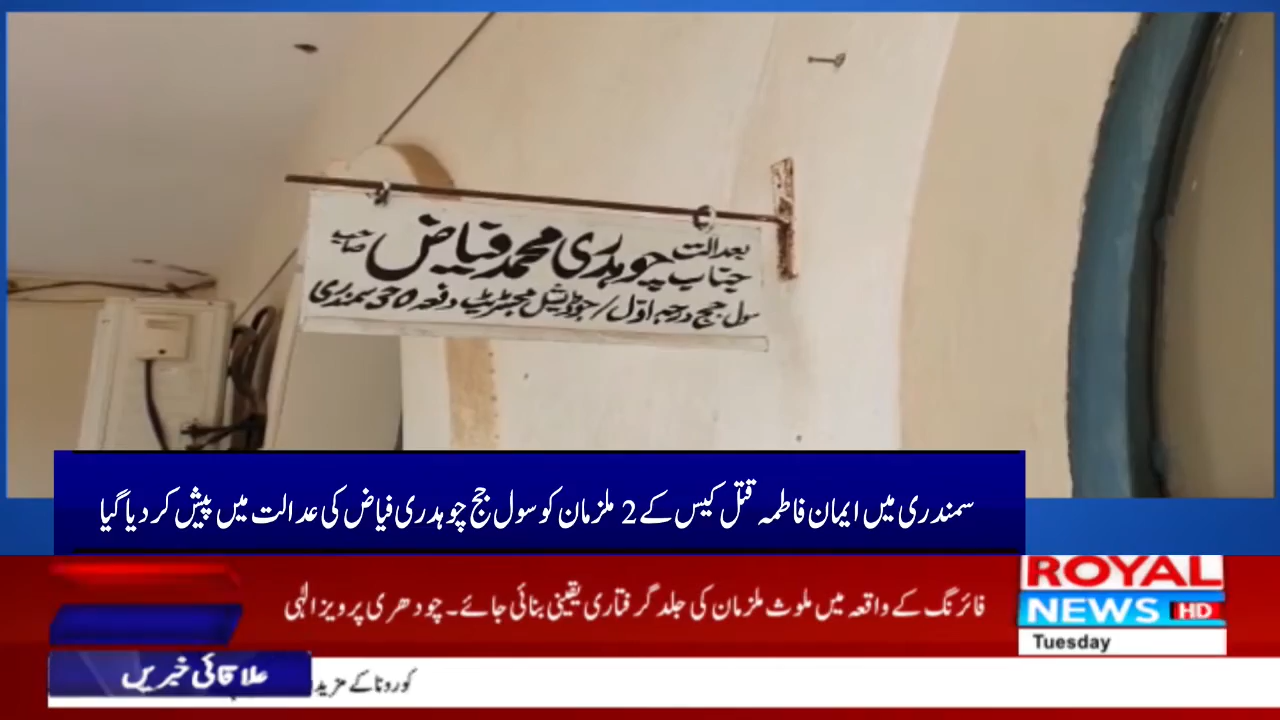 بعدالت
جناب چوہدری محمد فیاض صاحب
سول جج درجہ اوّل / جوڈیشل مجسٹریٹ دفعہ 30 سمندری
سمندری میں ایمان فاطمہ قتل کیس کے 2 ملزمان کو سول جج چوہدری فیاض کی عدالت میں پیش کر دیا گیا
فائرنگ کے واقعہ میں ملوث ملزمان کی جلد گرفتاری یقینی بنائی جائے۔ چودھری پرویز الٰہی
ROYAL
NEWS HD
Tuesday
علاقائی خبریں
کورونا کے مزید